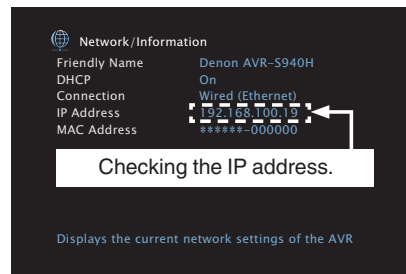 Network/Information
Friendly Name Denon AVR-S940H
DHCP On
Connection Wired (Ethernet)
IP Address 192.168.100.19
MAC Address ******-000000
Checking the IP address.
Displays the current network settings of the AVR